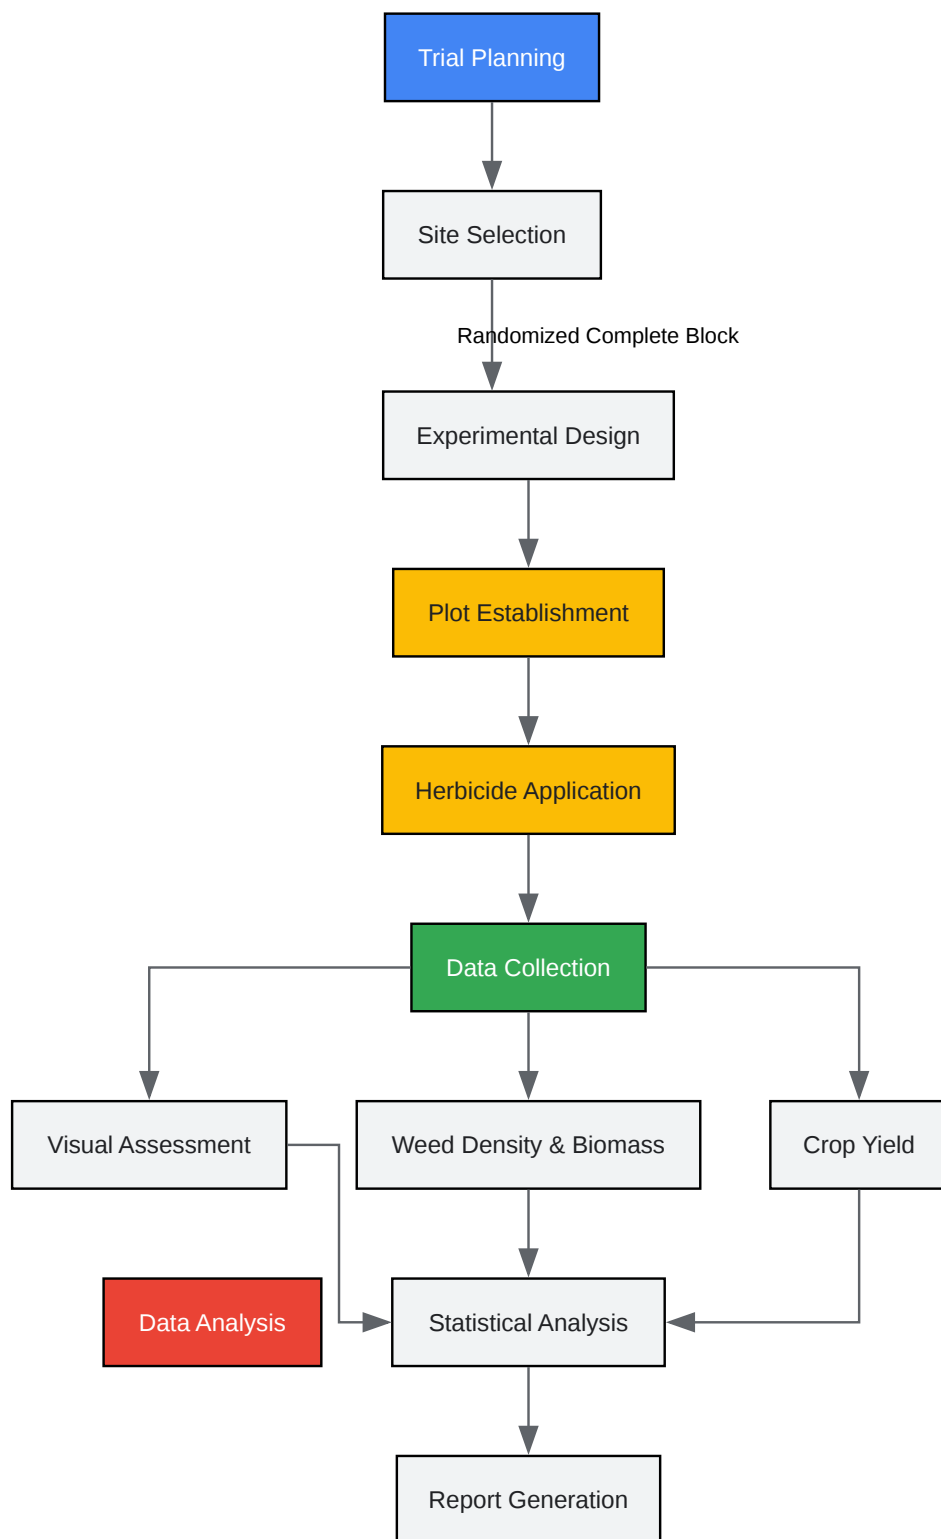 Trial Planning
Site Selection
Randomized Complete Block
Experimental Design
Plot Establishment
Herbicide Application
Data Collection
Visual Assessment
Weed Density & Biomass
Crop Yield
Data Analysis
Statistical Analysis
Report Generation